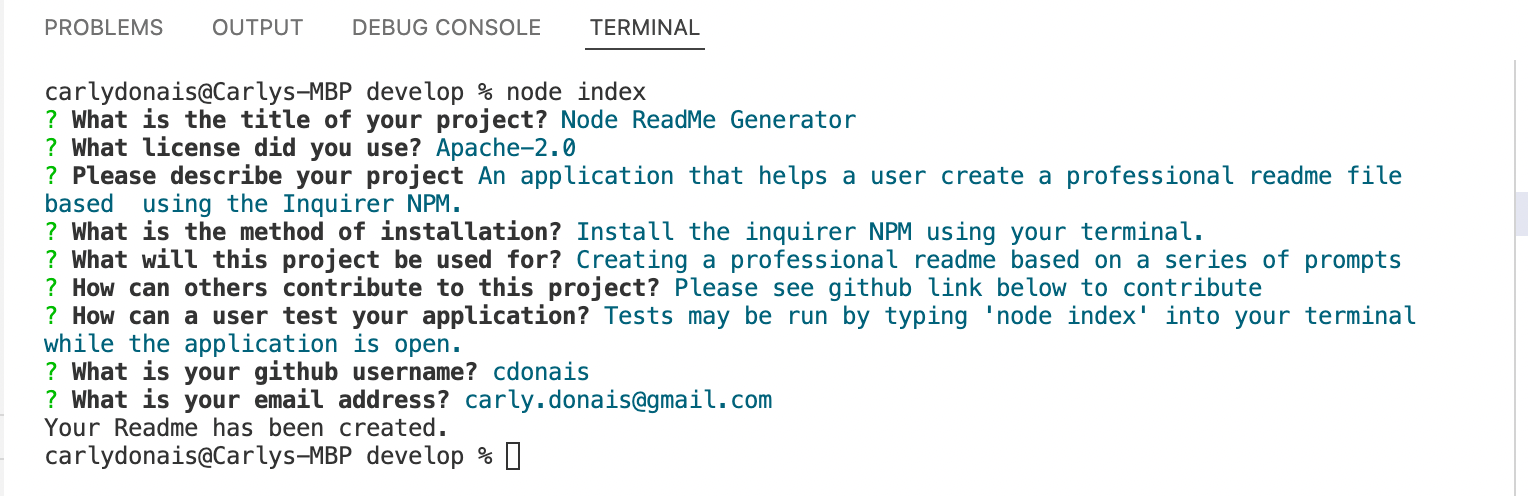 PROBLEMS OUTPUT DEBUG CONSOLE TERMINAL
carlydonais@Carlys-MBP develop % node index
? What is the title of your project? Node ReadMe Generator
? What license did you use? Apache-2.0
? Please describe your project An application that helps a user create a professional readme file
based  using the Inquirer NPM.
? What is the method of installation? Install the inquirer NPM using your terminal.
? What will this project be used for? Creating a professional readme based on a series of prompts
? How can others contribute to this project? Please see github link below to contribute
? How can a user test your application? Tests may be run by typing 'node index' into your terminal
while the application is open.
? What is your github username? cdonais
? What is your email address? carly.donais@gmail.com
Your Readme has been created.
carlydonais@Carlys-MBP develop %